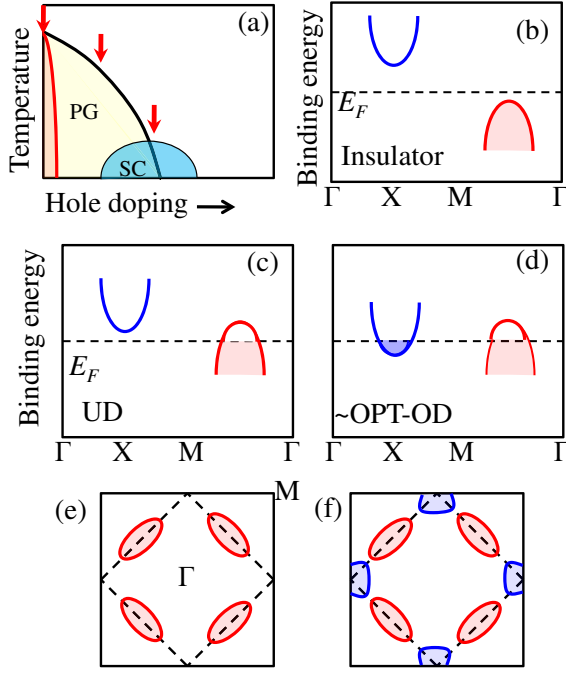 (a)
Temperature
PG
SC
Hole doping
(b)
Binding energy
E_F
Insulator
Γ X M Γ
(c)
Binding energy
E_F
UD
Γ X M Γ
(d)
~OPT-OD
Γ X M Γ
(e)
M
Γ
(f)